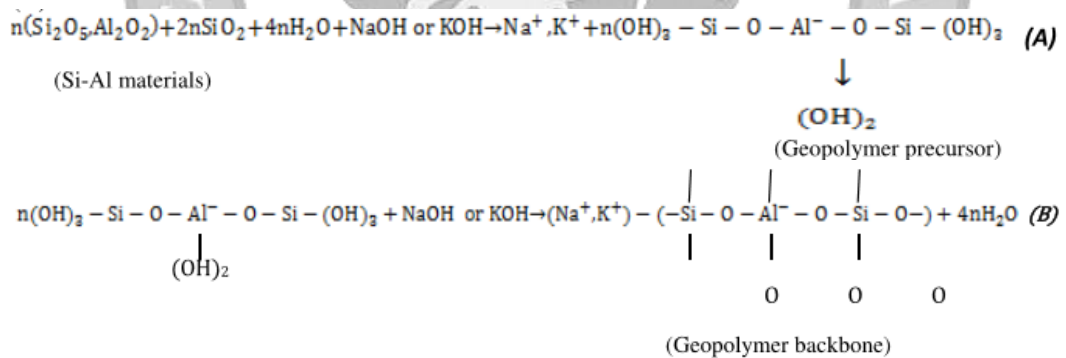 n(Si₂O₅,Al₂O₂)+2nSiO₂+4nH₂O+NaOH or KOH→Na⁺,K⁺+n(OH)₃ − Si − O − Al⁻ − O − Si − (OH)₃ (A)
(Si-Al materials)
↓
(OH)₂
(Geopolymer precursor)
n(OH)₃ − Si − O − Al⁻ − O − Si − (OH)₃ + NaOH or KOH→(Na⁺,K⁺) − (−Si − O − Al⁻ − O − Si − O−) + 4nH₂O (B)
(OH)₂
O O O
(Geopolymer backbone)